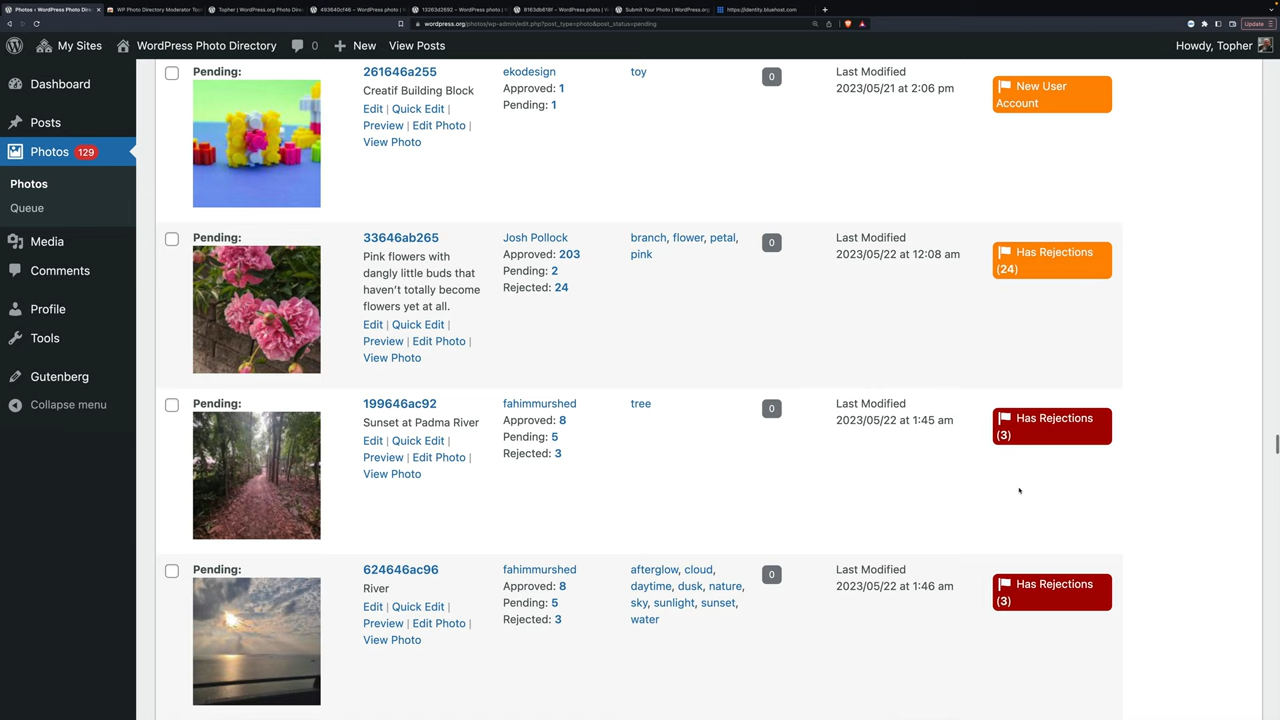 Photos ‹ WordPress Photo Dire
WP Photo Directory Moderator Too
Topher | WordPress.org Photo Dire
493640cf46 – WordPress photo |
13263d2692 – WordPress photo |
8163db618f – WordPress photo |
Submit Your Photo | WordPress.org
https://identity.bluehost.com
wordpress.org/photos/wp-admin/edit.php?post_type=photo&post_status=pending
Update
My Sites
WordPress Photo Directory
0
New
View Posts
Howdy, Topher
Dashboard
Posts
Photos 129
Photos
Queue
Media
Comments
Profile
Tools
Gutenberg
Collapse menu
Pending:
261646a255
Creatif Building Block
Edit | Quick Edit |
Preview | Edit Photo |
View Photo
ekodesign
Approved: 1
Pending: 1
toy
0
Last Modified
2023/05/21 at 2:06 pm
New User
Account
Pending:
33646ab265
Pink flowers with
dangly little buds that
haven't totally become
flowers yet at all.
Edit | Quick Edit |
Preview | Edit Photo |
View Photo
Josh Pollock
Approved: 203
Pending: 2
Rejected: 24
branch, flower, petal,
pink
0
Last Modified
2023/05/22 at 12:08 am
Has Rejections
(24)
Pending:
199646ac92
Sunset at Padma River
Edit | Quick Edit |
Preview | Edit Photo |
View Photo
fahimmurshed
Approved: 8
Pending: 5
Rejected: 3
tree
0
Last Modified
2023/05/22 at 1:45 am
Has Rejections
(3)
Pending:
624646ac96
River
Edit | Quick Edit |
Preview | Edit Photo |
View Photo
fahimmurshed
Approved: 8
Pending: 5
Rejected: 3
afterglow, cloud,
daytime, dusk, nature,
sky, sunlight, sunset,
water
0
Last Modified
2023/05/22 at 1:46 am
Has Rejections
(3)